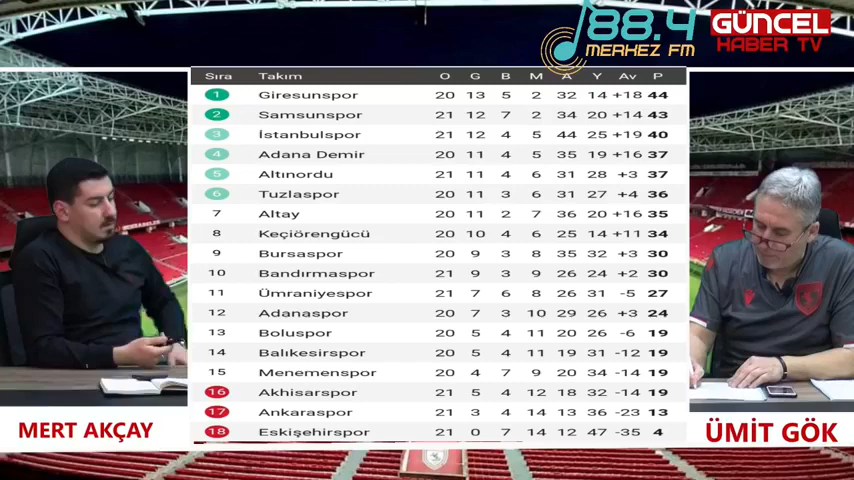 88.4
MERKEZ FM
GÜNCEL
HABER TV
Sıra Takım O G B M A Y Av P
1 Giresunspor 20 13 5 2 32 14 +18 44
2 Samsunspor 21 12 7 2 34 20 +14 43
3 İstanbulspor 21 12 4 5 44 25 +19 40
4 Adana Demir 20 11 4 5 35 19 +16 37
5 Altınordu 21 11 4 6 31 28 +3 37
6 Tuzlaspor 20 11 3 6 31 27 +4 36
7 Altay 20 11 2 7 36 20 +16 35
8 Keçiörengücü 20 10 4 6 25 14 +11 34
9 Bursaspor 20 9 3 8 35 32 +3 30
10 Bandırmaspor 21 9 3 9 26 24 +2 30
11 Ümraniyespor 21 7 6 8 26 31 -5 27
12 Adanaspor 20 7 3 10 29 26 +3 24
13 Boluspor 20 5 4 11 20 26 -6 19
14 Balıkesirspor 20 5 4 11 19 31 -12 19
15 Menemenspor 20 4 7 9 20 34 -14 19
16 Akhisarspor 21 5 4 12 18 32 -14 19
17 Ankaraspor 21 3 4 14 13 36 -23 13
18 Eskişehirspor 21 0 7 14 12 47 -35 4
MERT AKÇAY
ÜMİT GÖK